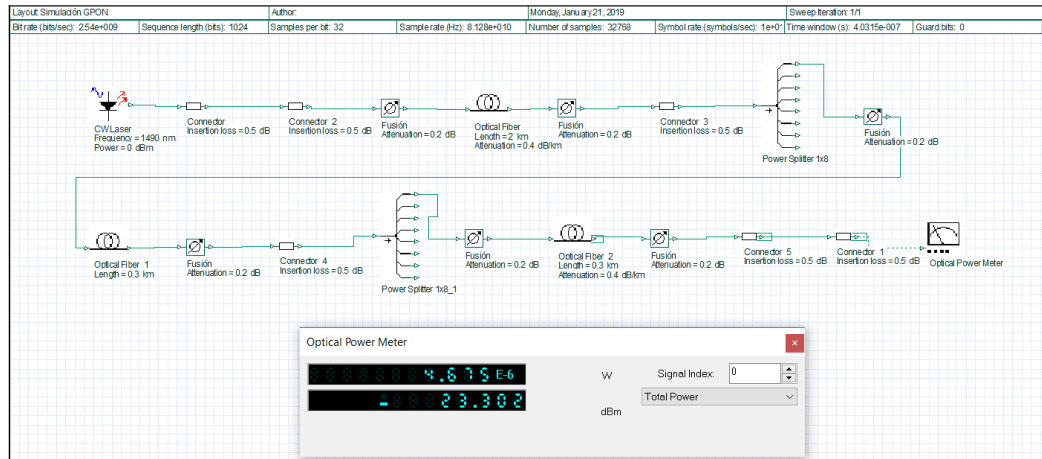 Layout: Simulación GPON
Author:
Monday, January 21, 2019
Sweep Iteration: 1/1
Bit rate (bits/sec): 2.54e+009
Sequence length (bits): 1024
Samples per bit: 32
Sample rate (Hz): 8.128e+010
Number of samples: 32768
Symbol rate (symbols/sec): 1e+01
Time window (s): 4.0315e-007
Guard bits: 0
CW Laser
Frequency = 1490 nm
Power = 0 dBm
Connector
Insertion loss = 0.5 dB
Connector 2
Insertion loss = 0.5 dB
Fusión
Attenuation = 0.2 dB
Optical Fiber
Length = 2 km
Attenuation = 0.4 dB/km
Fusión
Attenuation = 0.2 dB
Connector 3
Insertion loss = 0.5 dB
Power Splitter 1x8
Fusión
Attenuation = 0.2 dB
Optical Fiber 1
Length = 0.3 km
Fusión
Attenuation = 0.2 dB
Connector 4
Insertion loss = 0.5 dB
Power Splitter 1x8_1
Fusión
Attenuation = 0.2 dB
Optical Fiber 2
Length = 0.3 km
Attenuation = 0.4 dB/km
Fusión
Attenuation = 0.2 dB
Connector 5
Insertion loss = 0.5 dB
Connector 1
Insertion loss = 0.5 dB
Optical Power Meter
Optical Power Meter
4.675 E-6
W
Signal Index:
0
-23.302
dBm
Total Power